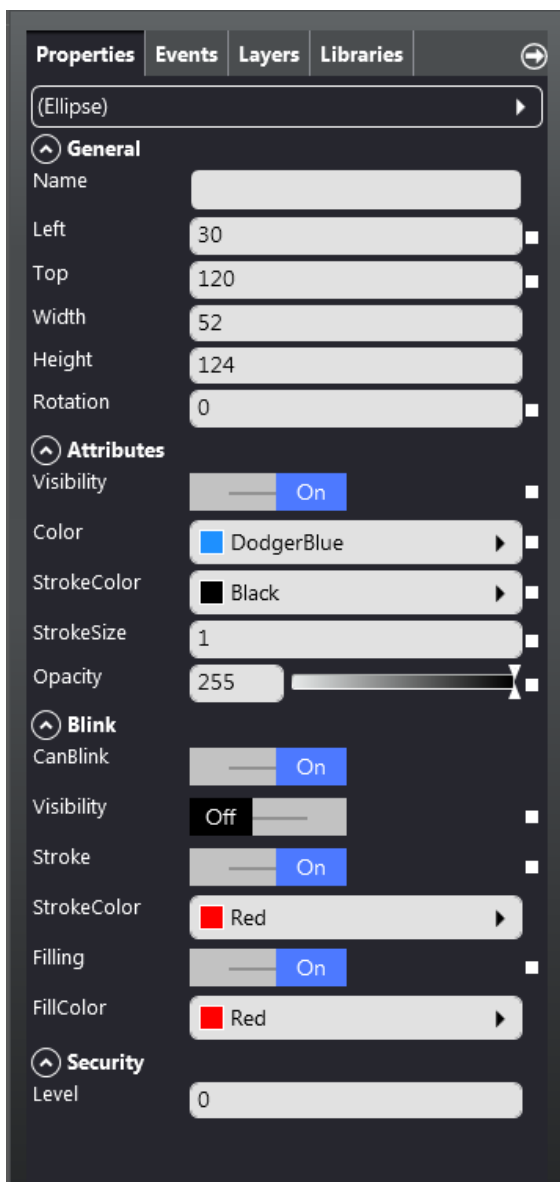 Properties Events Layers Libraries
(Ellipse)
General
Name
Left 30
Top 120
Width 52
Height 124
Rotation 0
Attributes
Visibility On
Color DodgerBlue
StrokeColor Black
StrokeSize 1
Opacity 255
Blink
CanBlink On
Visibility Off
Stroke On
StrokeColor Red
Filling On
FillColor Red
Security
Level 0